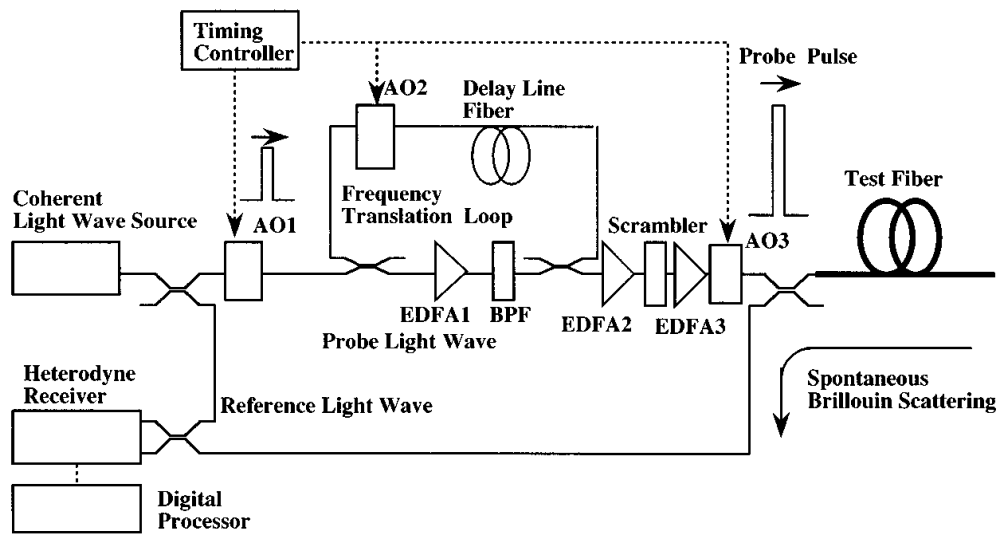 Timing
Controller
Probe Pulse
AO2
Delay Line
Fiber
Test Fiber
Coherent
Light Wave Source
AO1
Frequency
Translation Loop
Scrambler
AO3
EDFA1
BPF
EDFA2
EDFA3
Probe Light Wave
Heterodyne
Receiver
Reference Light Wave
Spontaneous
Brillouin Scattering
Digital
Processor